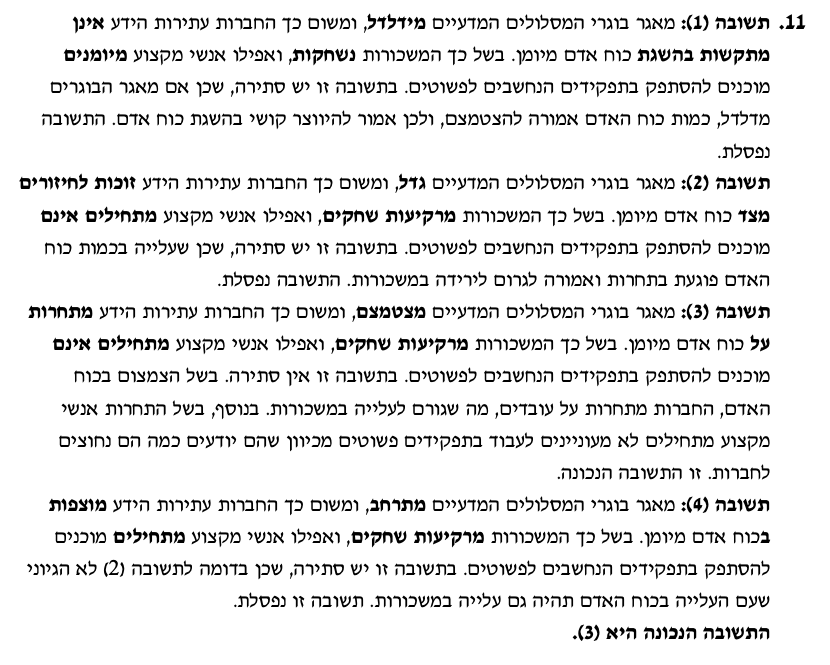 11. תשובה (1): מאגר בוגרי המסלולים המדעיים מידלדל, ומשום כך החברות עתירות הידע אינן
מתקשות בהשגת כוח אדם מיומן. בשל כך המשכורות נשחקות, ואפילו אנשי מקצוע מיומנים
מוכנים להסתפק בתפקידים הנחשבים לפשוטים. בתשובה זו יש סתירה, שכן אם מאגר הבוגרים
מדלדל, כמות כוח האדם אמורה להצטמצם, ולכן אמור להיווצר קושי בהשגת כוח אדם. התשובה
נפסלת.
תשובה (2): מאגר בוגרי המסלולים המדעיים גדל, ומשום כך החברות עתירות הידע זוכות לחיזורים
מצד כוח אדם מיומן. בשל כך המשכורות מרקיעות שחקים, ואפילו אנשי מקצוע מתחילים אינם
מוכנים להסתפק בתפקידים הנחשבים לפשוטים. בתשובה זו יש סתירה, שכן שעלייה בכמות כוח
האדם פוגעת בתחרות ואמורה לגרום לירידה במשכורות. התשובה נפסלת.
תשובה (3): מאגר בוגרי המסלולים המדעיים מצטמצם, ומשום כך החברות עתירות הידע מתחרות
על כוח אדם מיומן. בשל כך המשכורות מרקיעות שחקים, ואפילו אנשי מקצוע מתחילים אינם
מוכנים להסתפק בתפקידים הנחשבים לפשוטים. בתשובה זו אין סתירה. בשל הצמצום בכוח
האדם, החברות מתחרות על עובדים, מה שגורם לעלייה במשכורות. בנוסף, בשל התחרות אנשי
מקצוע מתחילים לא מעוניינים לעבוד בתפקידים פשוטים מכיוון שהם יודעים כמה הם נחוצים
לחברות. זו התשובה הנכונה.
תשובה (4): מאגר בוגרי המסלולים המדעיים מתרחב, ומשום כך החברות עתירות הידע מוצפות
בכוח אדם מיומן. בשל כך המשכורות מרקיעות שחקים, ואפילו אנשי מקצוע מתחילים מוכנים
להסתפק בתפקידים הנחשבים לפשוטים. בתשובה זו יש סתירה, שכן בדומה לתשובה (2) לא הגיוני
שעם העלייה בכוח האדם תהיה גם עלייה במשכורות. תשובה זו נפסלת.
התשובה הנכונה היא (3).